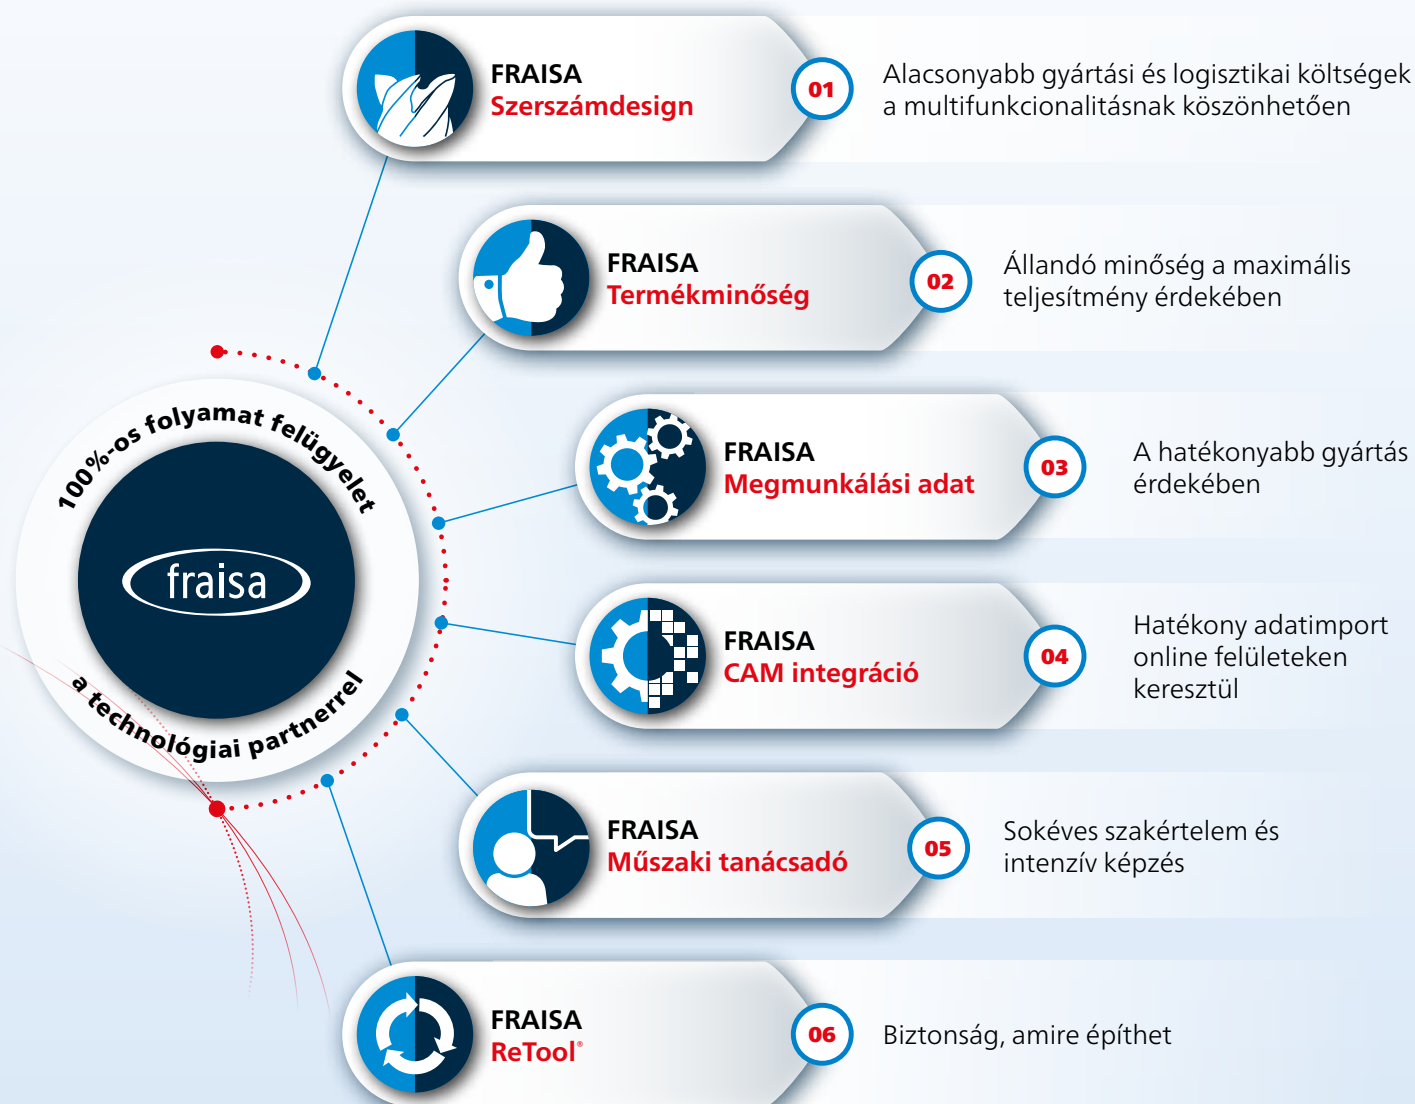 FRAISA
Szerszámdesign
01
Alacsonyabb gyártási és logisztikai költségek
a multifunkcionalitásnak köszönhetően
FRAISA
Termékminőség
02
Állandó minőség a maximális
teljesítmény érdekében
100%-os folyamat felügyelet
fraisa
a technológiai partnerrel
FRAISA
Megmunkálási adat
03
A hatékonyabb gyártás
érdekében
FRAISA
CAM integráció
04
Hatékony adatimport
online felületeken
keresztül
FRAISA
Műszaki tanácsadó
05
Sokéves szakértelem és
intenzív képzés
FRAISA
ReTool®
06
Biztonság, amire építhet